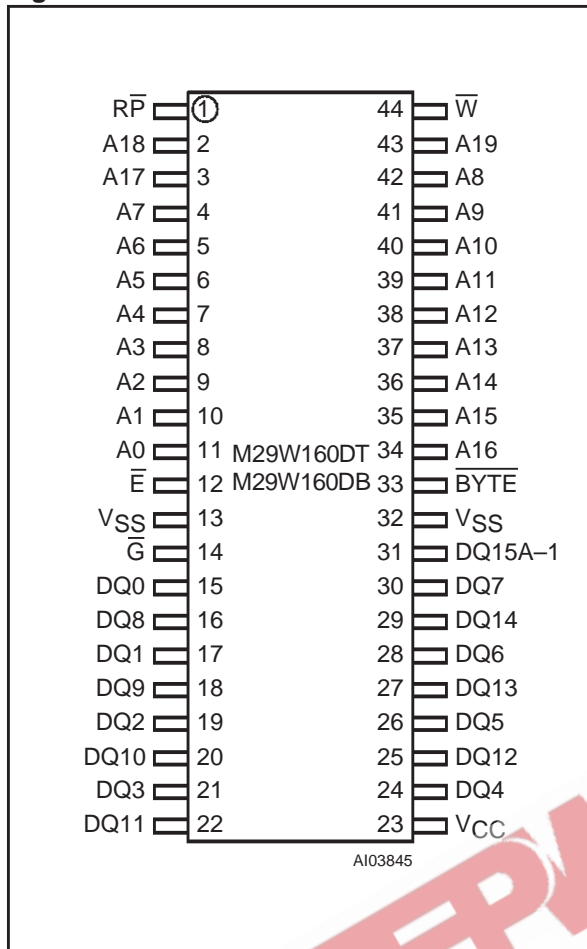 RP̅ 1 44 W̅
A18 2 43 A19
A17 3 42 A8
A7 4 41 A9
A6 5 40 A10
A5 6 39 A11
A4 7 38 A12
A3 8 37 A13
A2 9 36 A14
A1 10 35 A15
A0 11 M29W160DT 34 A16
E̅ 12 M29W160DB 33 B̅Y̅T̅E̅
VSS 13 32 VSS
G̅ 14 31 DQ15A–1
DQ0 15 30 DQ7
DQ8 16 29 DQ14
DQ1 17 28 DQ6
DQ9 18 27 DQ13
DQ2 19 26 DQ5
DQ10 20 25 DQ12
DQ3 21 24 DQ4
DQ11 22 23 VCC
AI03845